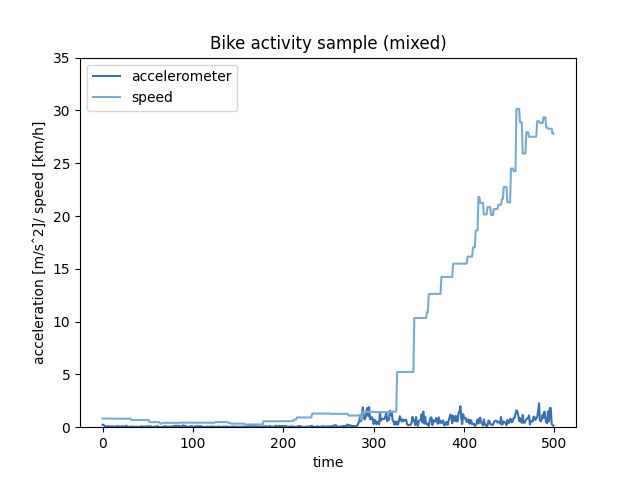 Bike activity sample (mixed)
accelerometer
speed
acceleration [m/s^2]/ speed [km/h]
35
30
25
20
15
10
5
0
0 100 200 300 400 500
time